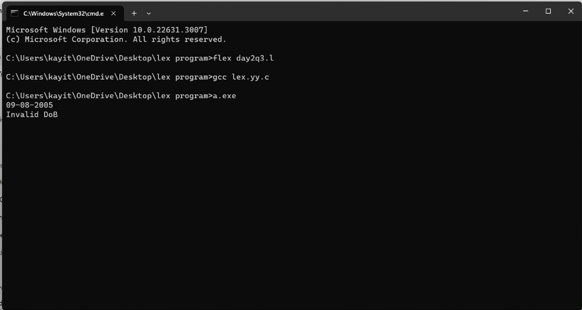 C:\Windows\System32\cmd.e
Microsoft Windows [Version 10.0.22631.3007]
(c) Microsoft Corporation. All rights reserved.
C:\Users\kayit\OneDrive\Desktop\lex program>flex day2q3.l
C:\Users\kayit\OneDrive\Desktop\lex program>gcc lex.yy.c
C:\Users\kayit\OneDrive\Desktop\lex program>a.exe
09-08-2005
Invalid DoB